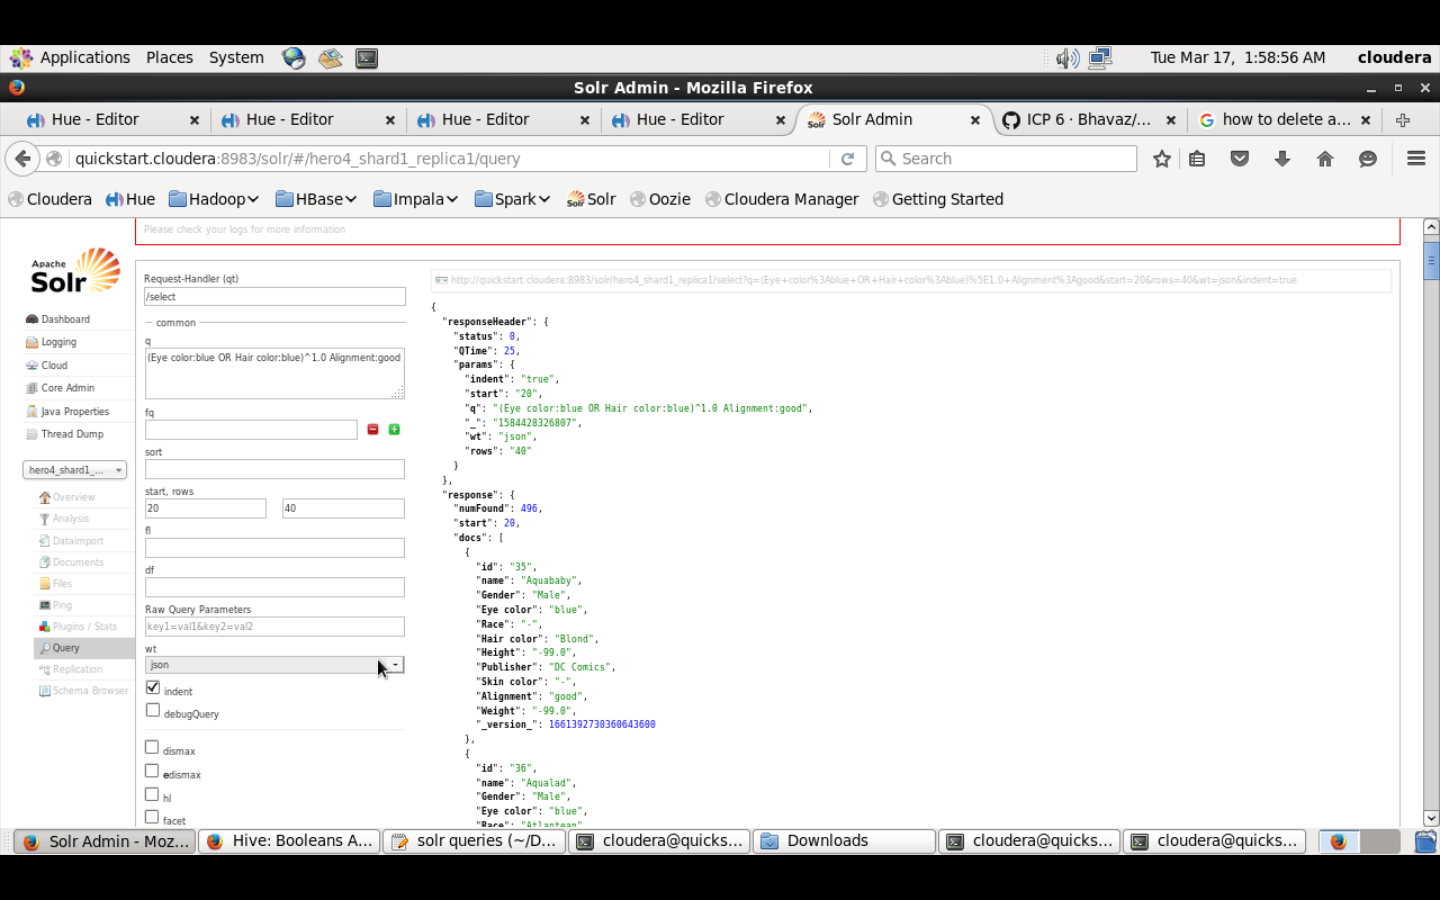 Applications Places System Tue Mar 17, 1:58:56 AM cloudera
Solr Admin - Mozilla Firefox
Hue - Editor Hue - Editor Hue - Editor Hue - Editor Solr Admin ICP 6 · Bhavaz/... how to delete a...
quickstart.cloudera:8983/solr/#/hero4_shard1_replica1/query Search
Cloudera Hue Hadoop HBase Impala Spark Solr Oozie Cloudera Manager Getting Started
Please check your logs for more information
Apache
Solr
Dashboard
Logging
Cloud
Core Admin
Java Properties
Thread Dump
hero4_shard1_...
Overview
Analysis
Dataimport
Documents
Files
Ping
Plugins / Stats
Query
Replication
Schema Browser
Request-Handler (qt)
/select
common
q
(Eye color:blue OR Hair color:blue)^1.0 Alignment:good
fq
sort
start, rows
20 40
fl
df
Raw Query Parameters
key1=val1&key2=val2
wt
json
indent
debugQuery
dismax
edismax
hl
facet
http://quickstart.cloudera:8983/solr/hero4_shard1_replica1/select?q=(Eye+color%3Ablue+OR+Hair+color%3Ablue)%5E1.0+Alignment%3Agood&start=20&rows=40&wt=json&indent=true
{
"responseHeader": {
"status": 0,
"QTime": 25,
"params": {
"indent": "true",
"start": "20",
"q": "(Eye color:blue OR Hair color:blue)^1.0 Alignment:good",
"_": "1584428326807",
"wt": "json",
"rows": "40"
}
},
"response": {
"numFound": 496,
"start": 20,
"docs": [
{
"id": "35",
"name": "Aquababy",
"Gender": "Male",
"Eye color": "blue",
"Race": "-",
"Hair color": "Blond",
"Height": "-99.0",
"Publisher": "DC Comics",
"Skin color": "-",
"Alignment": "good",
"Weight": "-99.0",
"_version_": 1661392730360643600
},
{
"id": "36",
"name": "Aqualad",
"Gender": "Male",
"Eye color": "blue",
"Race": "Atlantean",
Solr Admin - Moz... Hive: Booleans A... solr queries (~/D... cloudera@quicks... Downloads cloudera@quicks... cloudera@quicks...